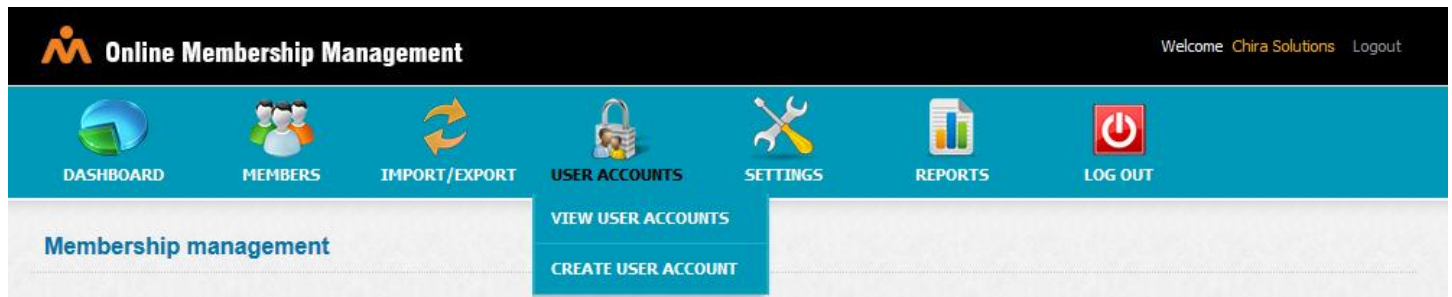 Online Membership Management
Welcome Chira Solutions Logout
DASHBOARD MEMBERS IMPORT/EXPORT USER ACCOUNTS SETTINGS REPORTS LOG OUT
VIEW USER ACCOUNTS
Membership management
CREATE USER ACCOUNT